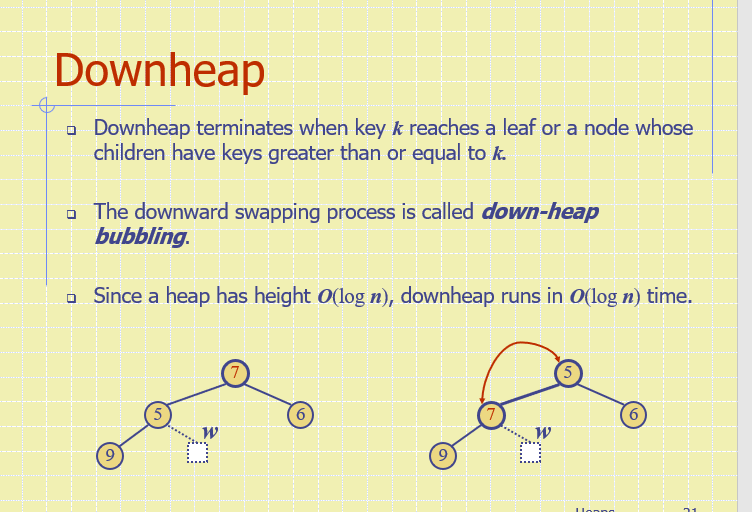 Downheap
Downheap terminates when key k reaches a leaf or a node whose
children have keys greater than or equal to k.
The downward swapping process is called down-heap
bubbling.
Since a heap has height O(log n), downheap runs in O(log n) time.
7
5
6
w
9
5
7
6
w
9
Heaps
21